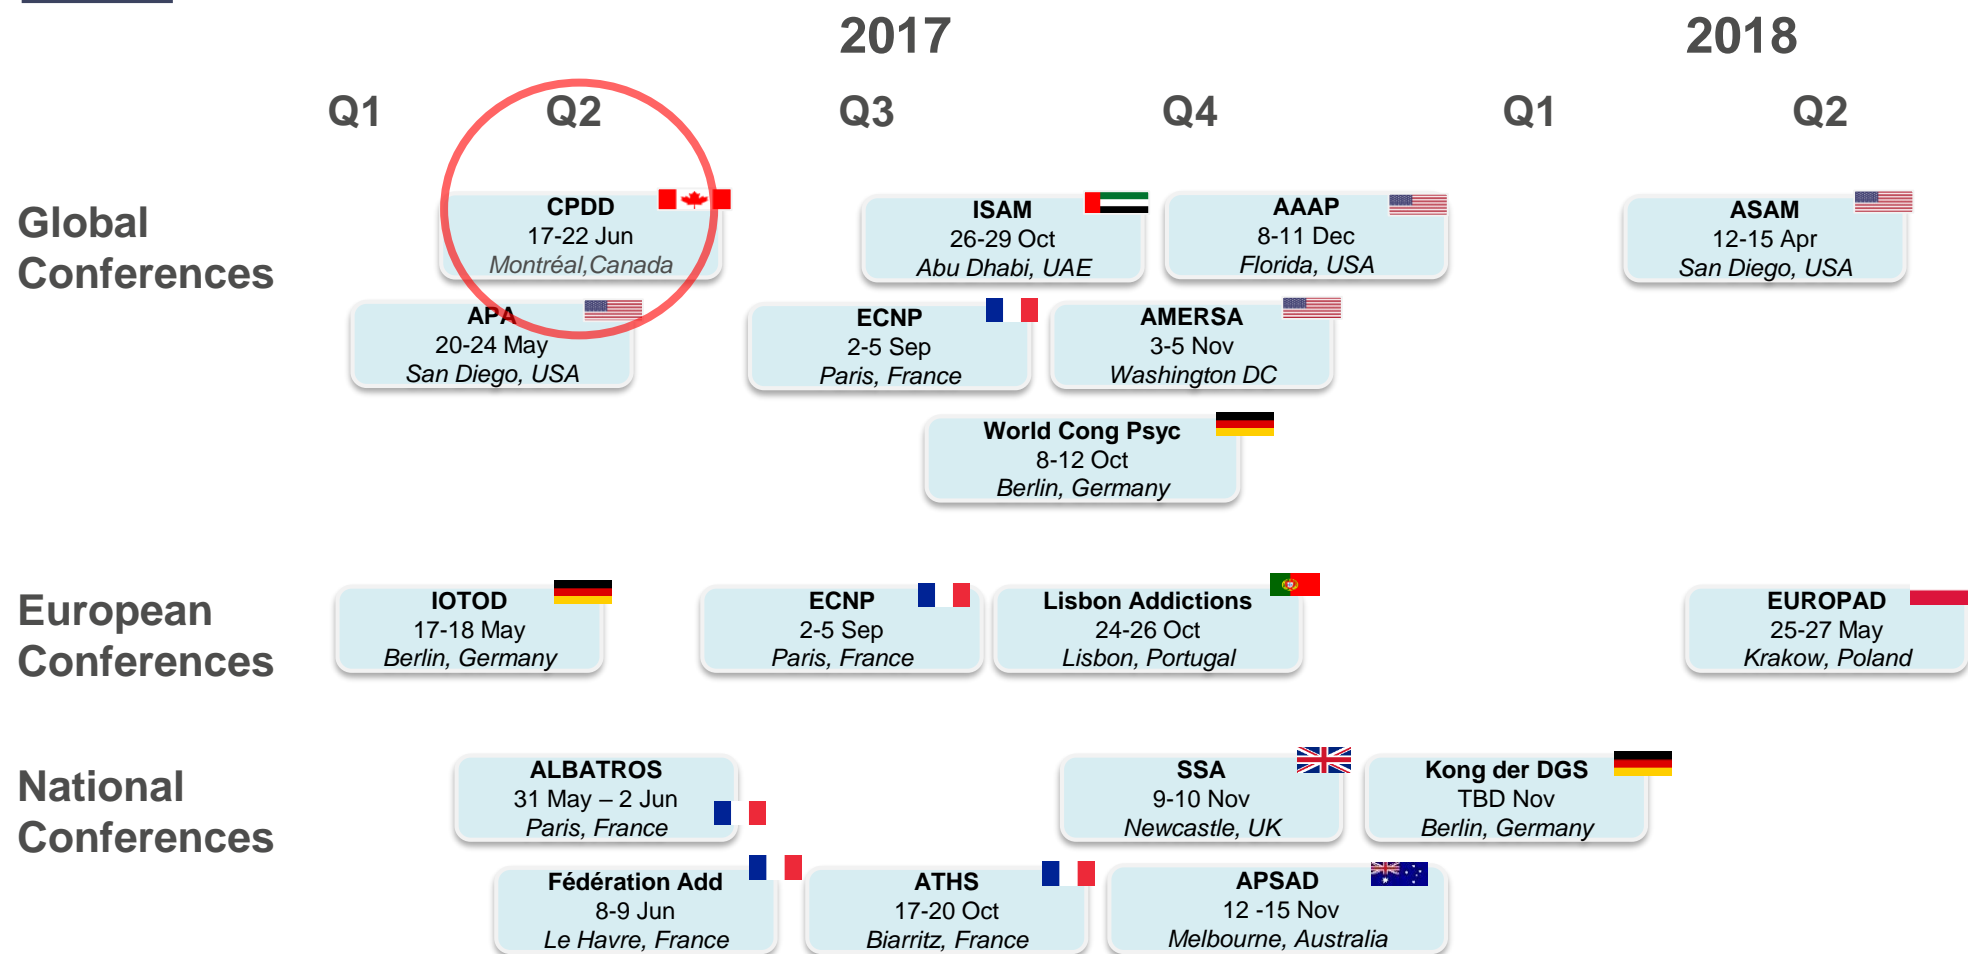 2017
2018
Q1
Q2
Q3
Q4
Q1
Q2
Global
Conferences
CPDD
17-22 Jun
Montréal,Canada
ISAM
26-29 Oct
Abu Dhabi, UAE
AAAP
8-11 Dec
Florida, USA
ASAM
12-15 Apr
San Diego, USA
APA
20-24 May
San Diego, USA
ECNP
2-5 Sep
Paris, France
AMERSA
3-5 Nov
Washington DC
World Cong Psyc
8-12 Oct
Berlin, Germany
European
Conferences
IOTOD
17-18 May
Berlin, Germany
ECNP
2-5 Sep
Paris, France
Lisbon Addictions
24-26 Oct
Lisbon, Portugal
EUROPAD
25-27 May
Krakow, Poland
National
Conferences
ALBATROS
31 May – 2 Jun
Paris, France
SSA
9-10 Nov
Newcastle, UK
Kong der DGS
TBD Nov
Berlin, Germany
Fédération Add
8-9 Jun
Le Havre, France
ATHS
17-20 Oct
Biarritz, France
APSAD
12 -15 Nov
Melbourne, Australia